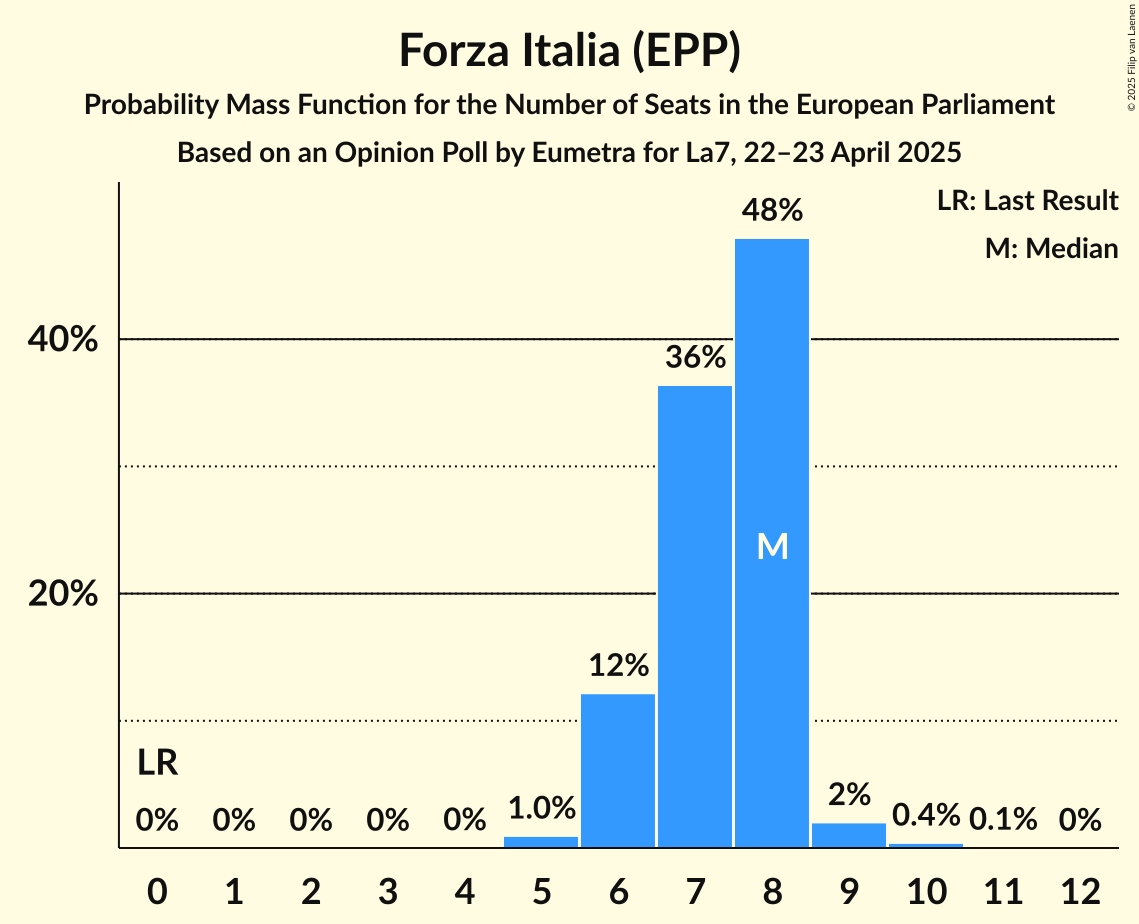 Forza Italia (EPP)
Probability Mass Function for the Number of Seats in the European Parliament
Based on an Opinion Poll by Eumetra for La7, 22–23 April 2025
© 2025 Filip van Laenen
LR: Last Result
M: Median
48%
40%
36%
M
20%
12%
LR
0% 0% 0% 0% 0% 1.0% 2% 0.4% 0.1% 0%
0 1 2 3 4 5 6 7 8 9 10 11 12